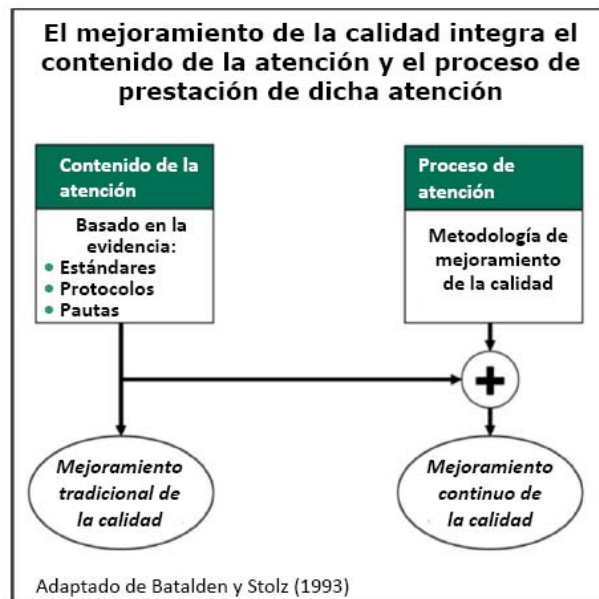 El mejoramiento de la calidad integra el
contenido de la atención y el proceso de
prestación de dicha atención
Contenido de la
atención
Basado en la
evidencia:
• Estándares
• Protocolos
• Pautas
Proceso de
atención
Metodología de
mejoramiento
de la calidad
+
Mejoramiento
tradicional de
la calidad
Mejoramiento
continuo de
la calidad
Adaptado de Batalden y Stolz (1993)